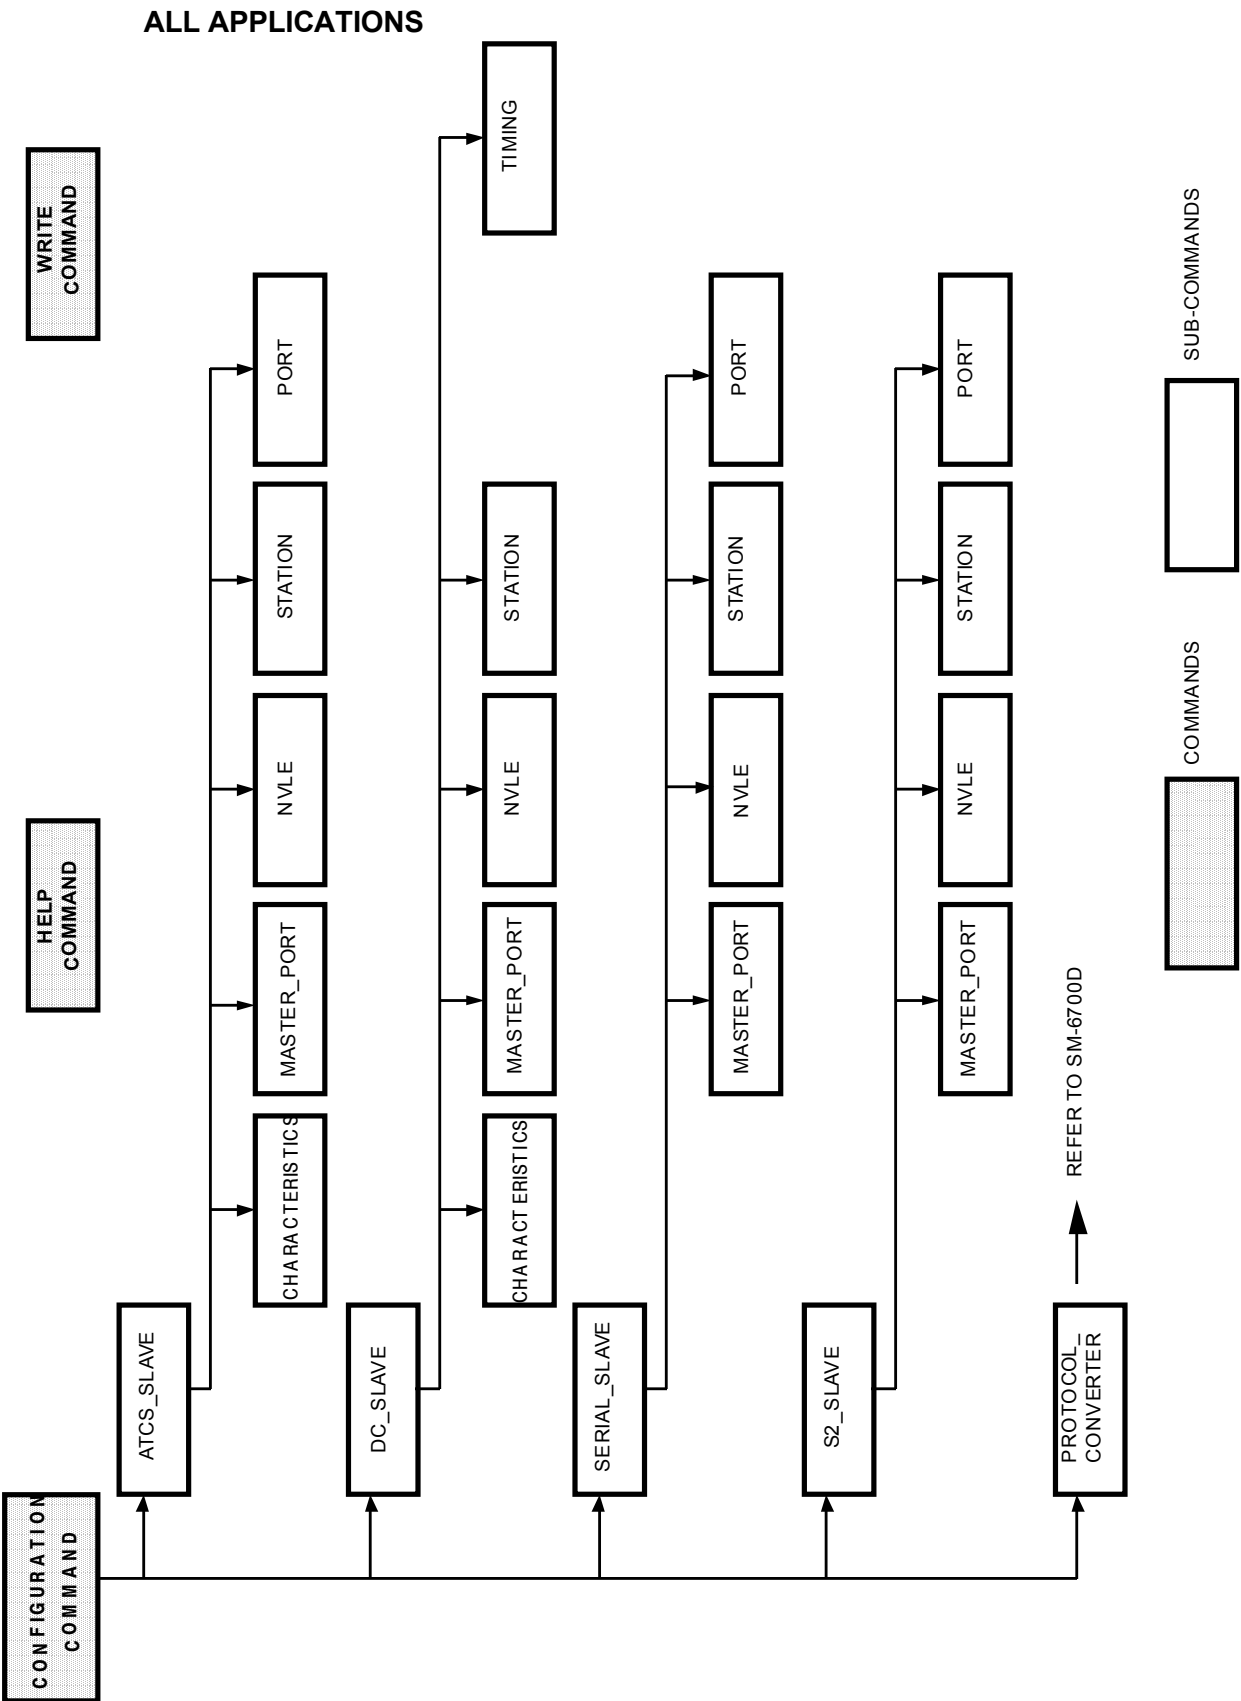 ALL APPLICATIONS
CONFIGURATION
COMMAND
HELP
COMMAND
WRITE
COMMAND
ATCS_SLAVE
CHARACTERISTICS
MASTER_PORT
NVLE
STATION
PORT
DC_SLAVE
CHARACTERISTICS
MASTER_PORT
NVLE
STATION
TIMING
SERIAL_SLAVE
MASTER_PORT
NVLE
STATION
PORT
S2_SLAVE
MASTER_PORT
NVLE
STATION
PORT
PROTOCOL_
CONVERTER
REFER TO SM-6700D
COMMANDS
SUB-COMMANDS